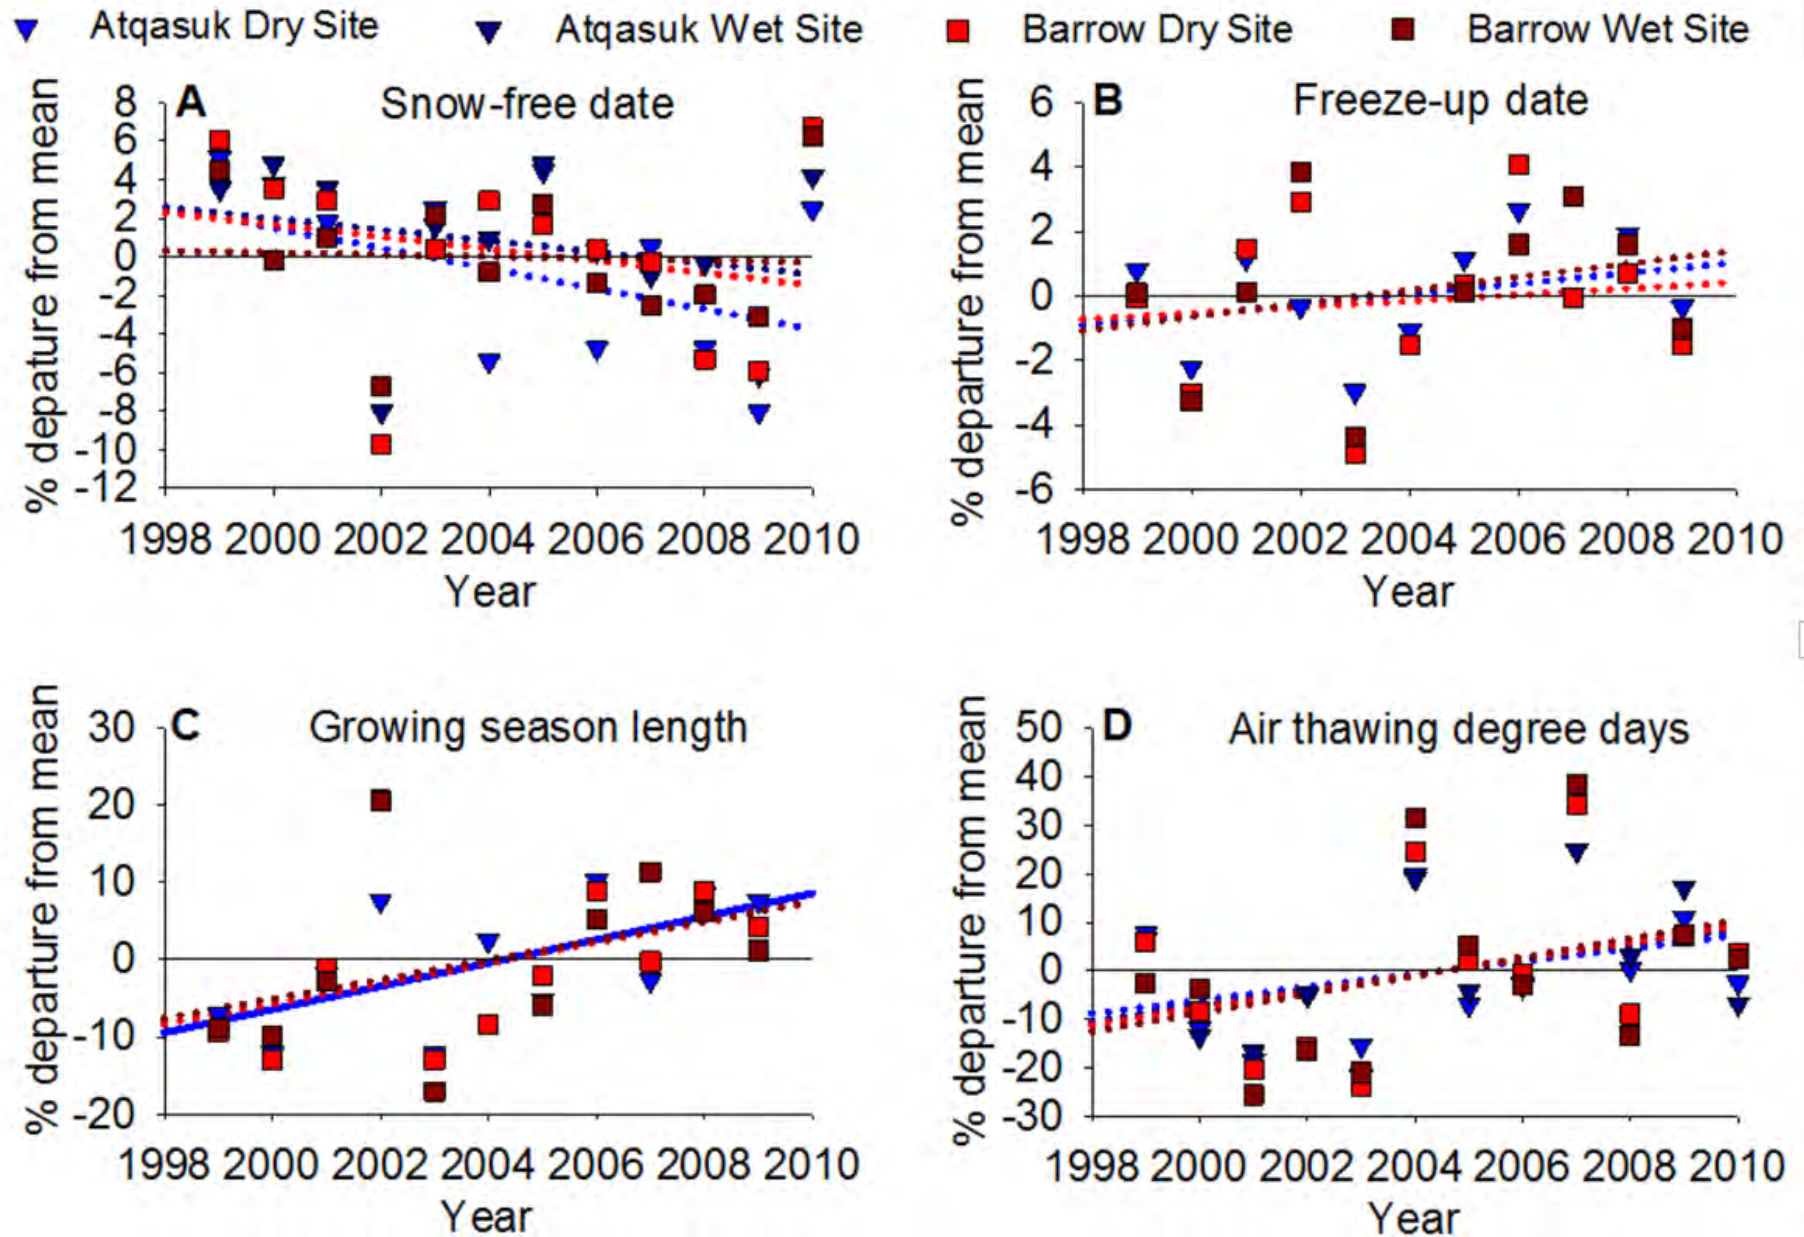 Atqasuk Dry Site Atqasuk Wet Site Barrow Dry Site Barrow Wet Site
A Snow-free date
% depature from mean
8
6
4
2
0
-2
-4
-6
-8
-10
-12
1998 2000 2002 2004 2006 2008 2010
Year
B Freeze-up date
% departure from mean
6
4
2
0
-2
-4
-6
1998 2000 2002 2004 2006 2008 2010
Year
C Growing season length
% departure from mean
30
20
10
0
-10
-20
1998 2000 2002 2004 2006 2008 2010
Year
D Air thawing degree days
% departure from mean
50
40
30
20
10
0
-10
-20
-30
1998 2000 2002 2004 2006 2008 2010
Year